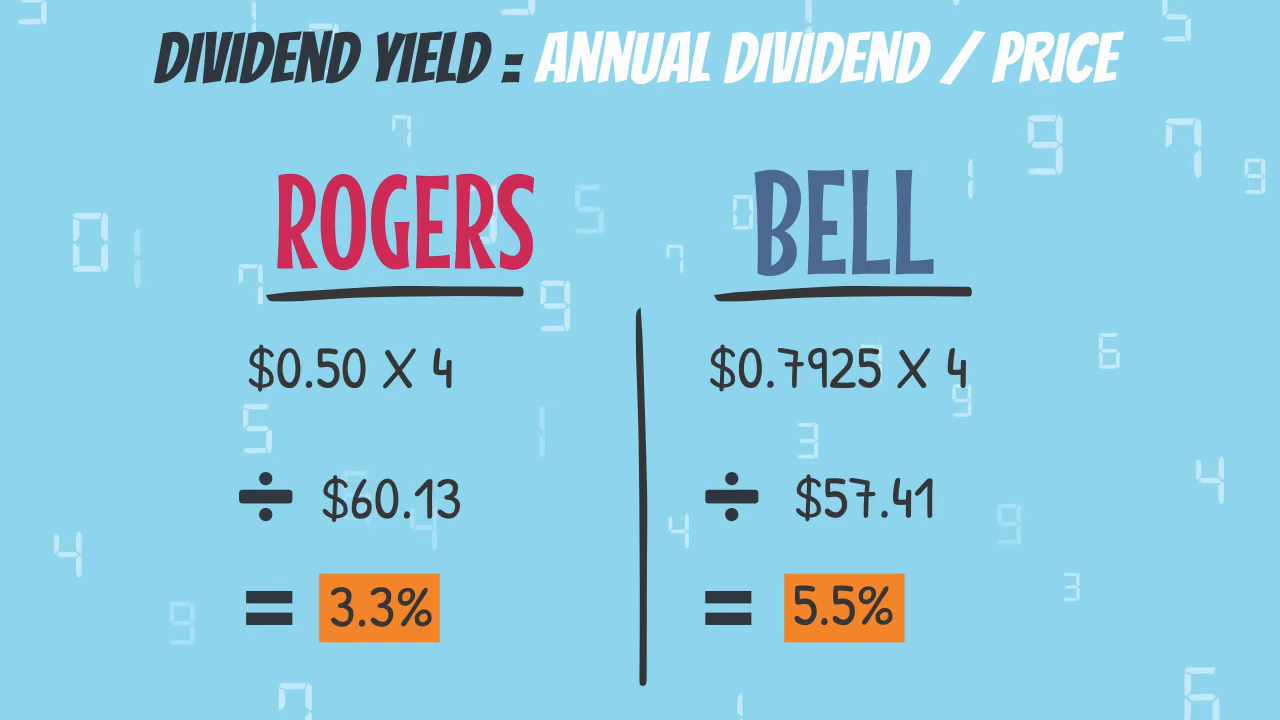 DIVIDEND YIELD = ANNUAL DIVIDEND / PRICE
ROGERS
$0.50 X 4
÷ $60.13
= 3.3%
BELL
$0.7925 X 4
÷ $57.41
= 5.5%